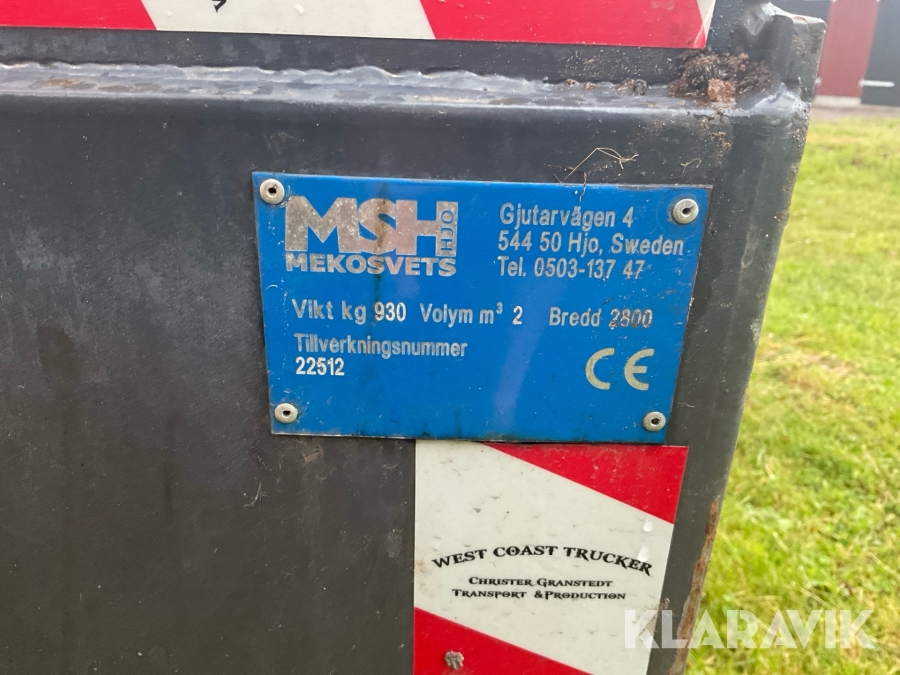 MSH HJO
MEKOSVETS
Gjutarvägen 4
544 50 Hjo, Sweden
Tel. 0503-137 47
Vikt kg 930 Volym m³ 2 Bredd 2800
Tillverkningsnummer
22512
CE
WEST COAST TRUCKER
CHRISTER GRANSTEDT
TRANSPORT & PRODUCTION
KLARAVIK